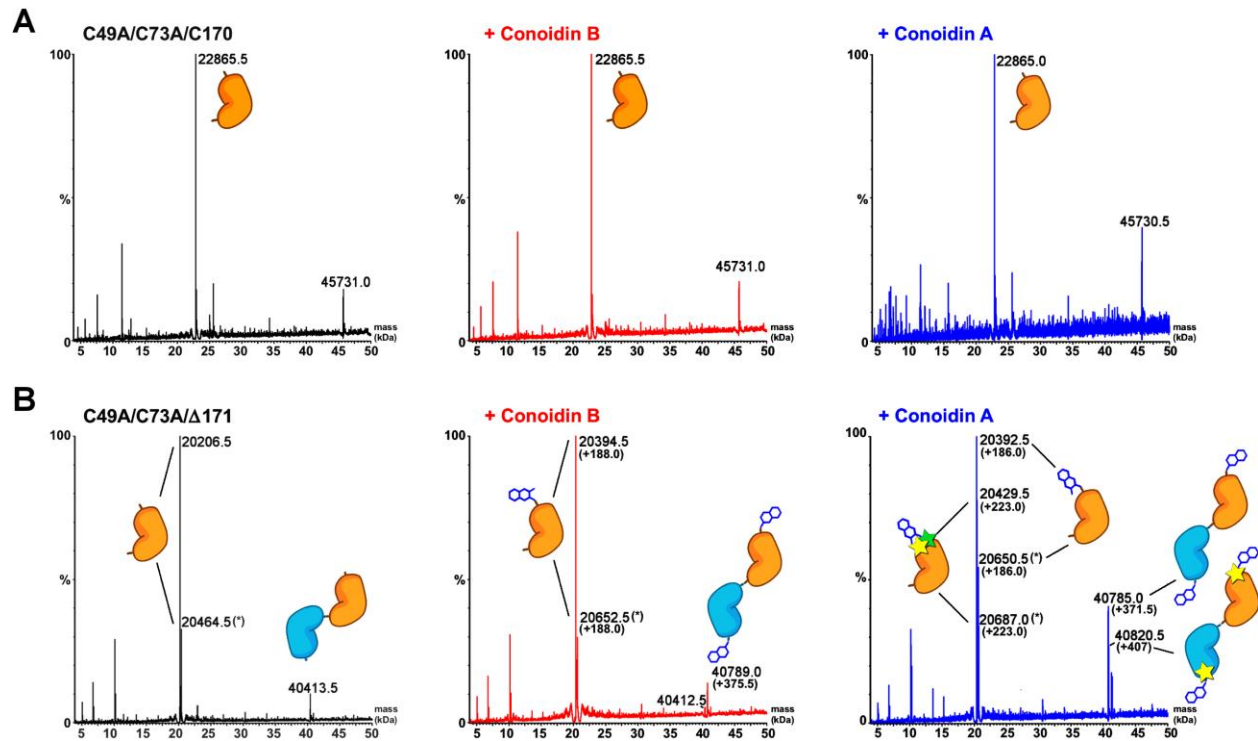 A
C49A/C73A/C170
+ Conoidin B
+ Conoidin A
100
22865.5
%
45731.0
0
5 10 15 20 25 30 35 40 45 50
mass
(kDa)
100
22865.5
%
45731.0
0
5 10 15 20 25 30 35 40 45 50
mass
(kDa)
100
22865.0
%
45730.5
0
5 10 15 20 25 30 35 40 45 50
mass
(kDa)
B
C49A/C73A/Δ171
+ Conoidin B
+ Conoidin A
100
20206.5
%
20464.5(*)
40413.5
0
5 10 15 20 25 30 35 40 45 50
mass
(kDa)
100
20394.5
(+188.0)
%
20652.5(*)
(+188.0)
40789.0
(+375.5)
40412.5
0
5 10 15 20 25 30 35 40 45 50
mass
(kDa)
100
20392.5
(+186.0)
20429.5
(+223.0)
20650.5(*)
(+186.0)
%
20687.0(*)
(+223.0)
40785.0
(+371.5)
40820.5
(+407)
0
5 10 15 20 25 30 35 40 45 50
mass
(kDa)